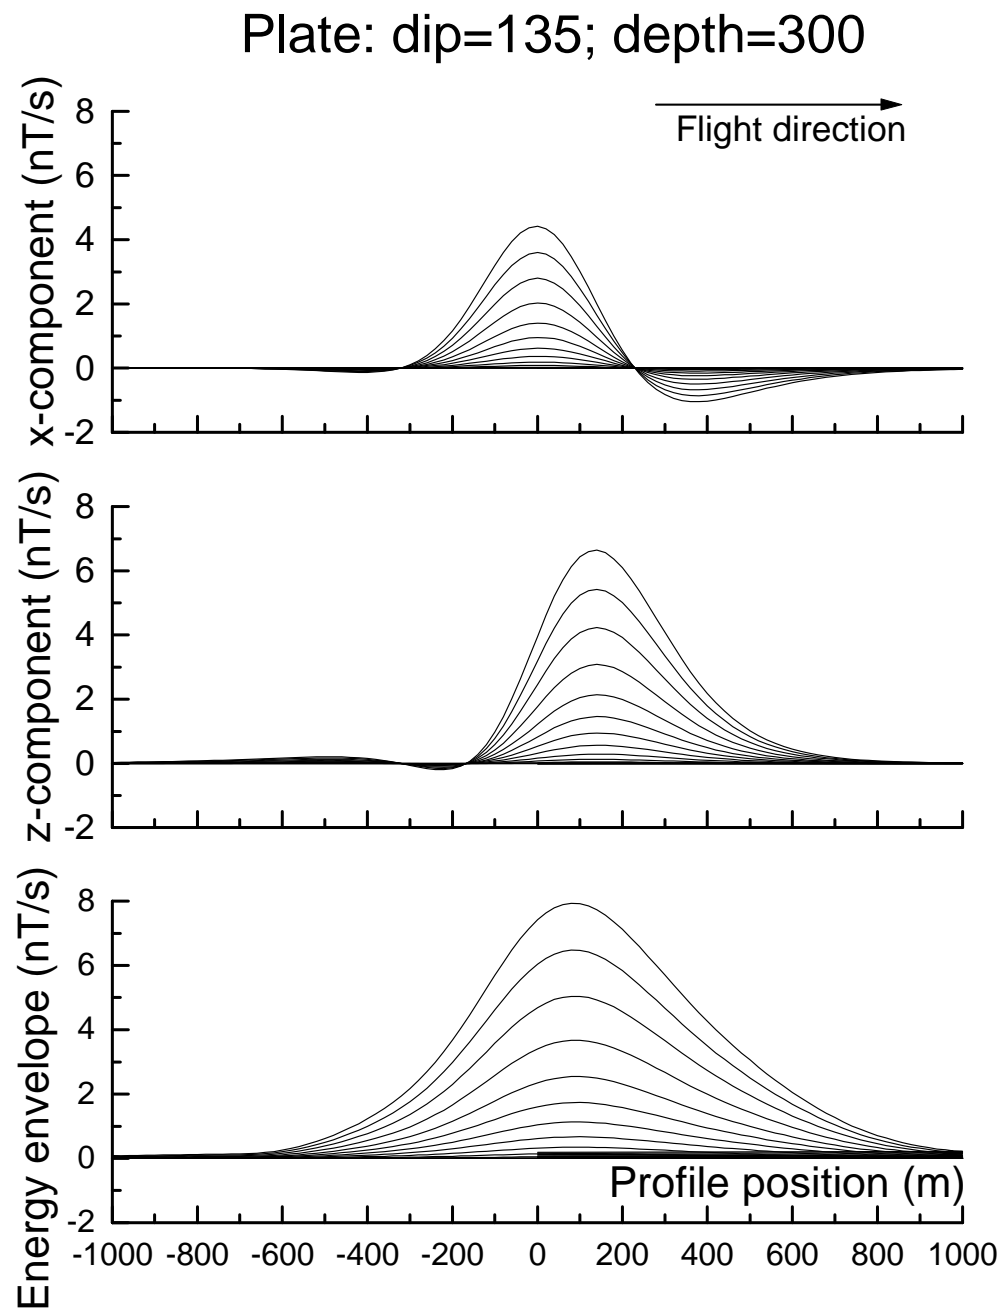 Plate: dip=135; depth=300
Flight direction
x-component (nT/s)
8
6
4
2
0
-2
z-component (nT/s)
8
6
4
2
0
-2
Energy envelope (nT/s)
8
6
4
2
0
-2
Profile position (m)
-1000 -800 -600 -400 -200 0 200 400 600 800 1000